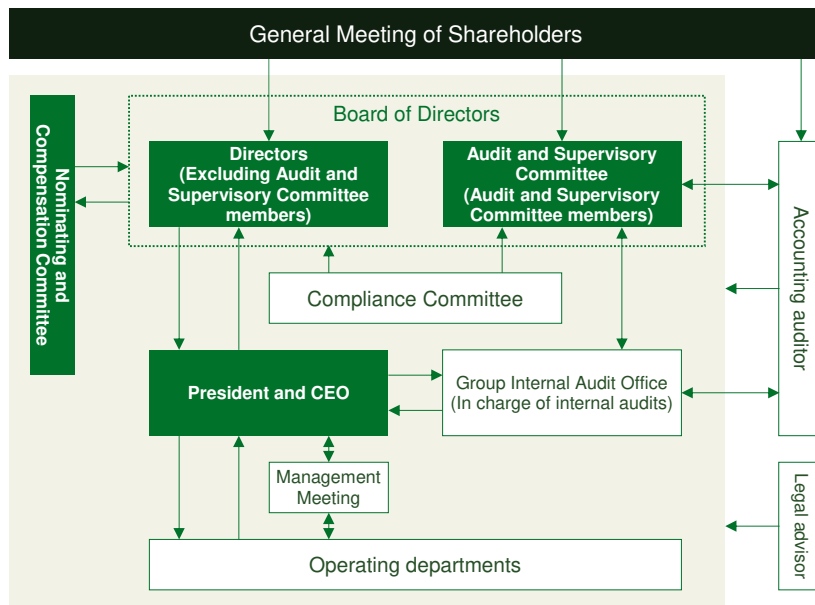 General Meeting of Shareholders
Board of Directors
Nominating and
Compensation Committee
Directors
(Excluding Audit and
Supervisory Committee
members)
Audit and Supervisory
Committee
(Audit and Supervisory
Committee members)
Accounting auditor
Compliance Committee
President and CEO
Group Internal Audit Office
(In charge of internal audits)
Management
Meeting
Legal advisor
Operating departments